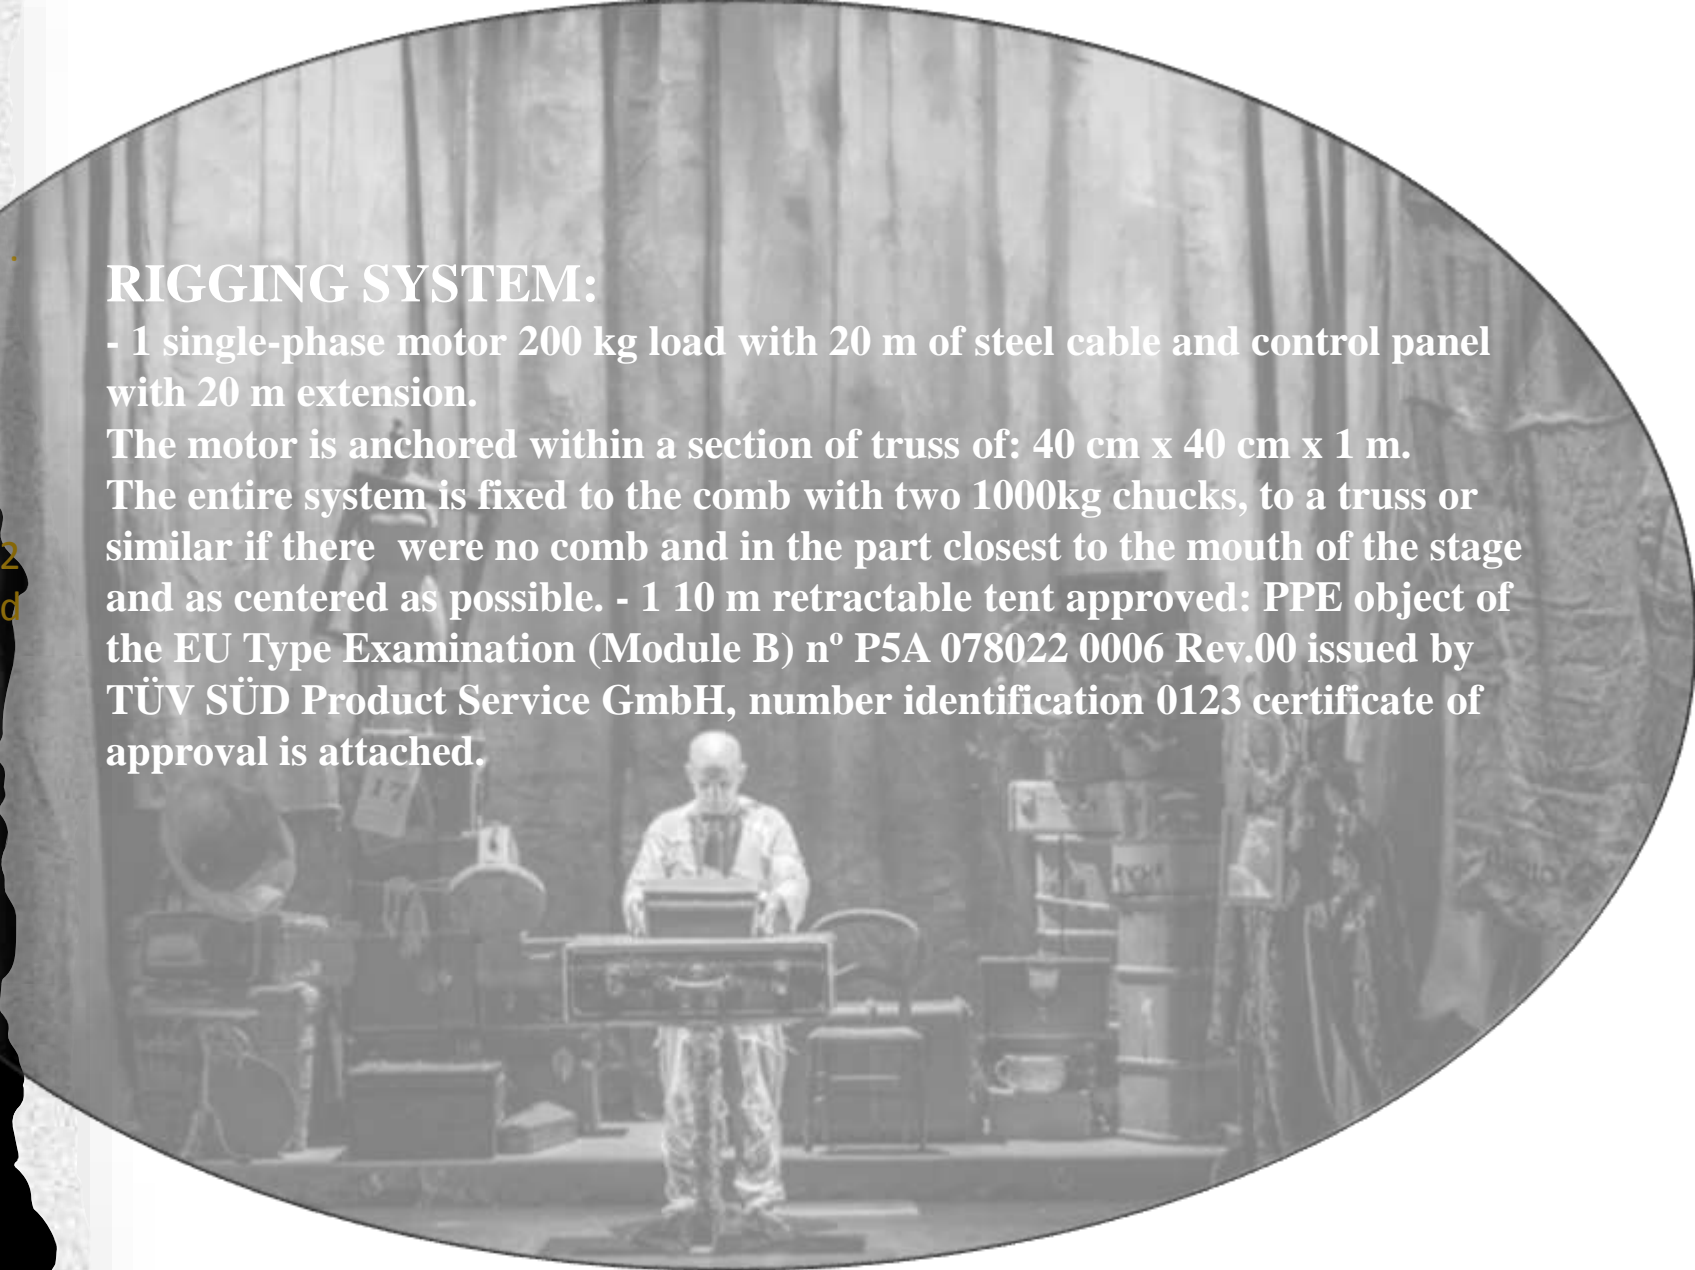 RIGGING SYSTEM:
- 1 single-phase motor 200 kg load with 20 m of steel cable and control panel
with 20 m extension.
The motor is anchored within a section of truss of: 40 cm x 40 cm x 1 m.
The entire system is fixed to the comb with two 1000kg chucks, to a truss or
similar if there  were no comb and in the part closest to the mouth of the stage
and as centered as possible. - 1 10 m retractable tent approved: PPE object of
the EU Type Examination (Module B) nº P5A 078022 0006 Rev.00 issued by
TÜV SÜD Product Service GmbH, number identification 0123 certificate of
approval is attached.
.
2
d
17